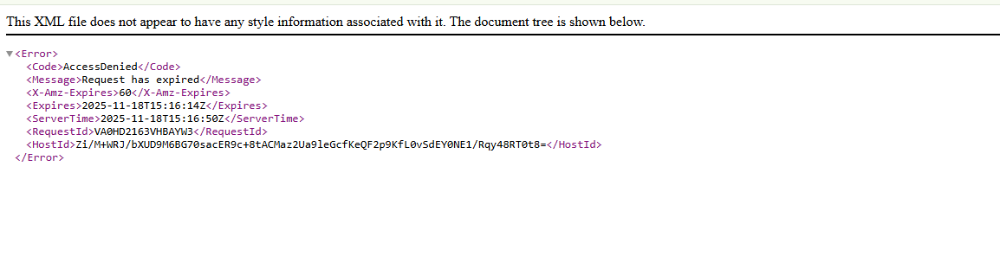 This XML file does not appear to have any style information associated with it. The document tree is shown below.
▼<Error>
<Code>AccessDenied</Code>
<Message>Request has expired</Message>
<X-Amz-Expires>60</X-Amz-Expires>
<Expires>2025-11-18T15:16:14Z</Expires>
<ServerTime>2025-11-18T15:16:50Z</ServerTime>
<RequestId>VA0HD2163VHBAYW3</RequestId>
<HostId>Zi/M+WRJ/bXUD9M6BG70sacER9c+8tACMaz2Ua9leGcfKeQF2p9KfL0vSdEY0NE1/Rqy48RT0t8=</HostId>
</Error>